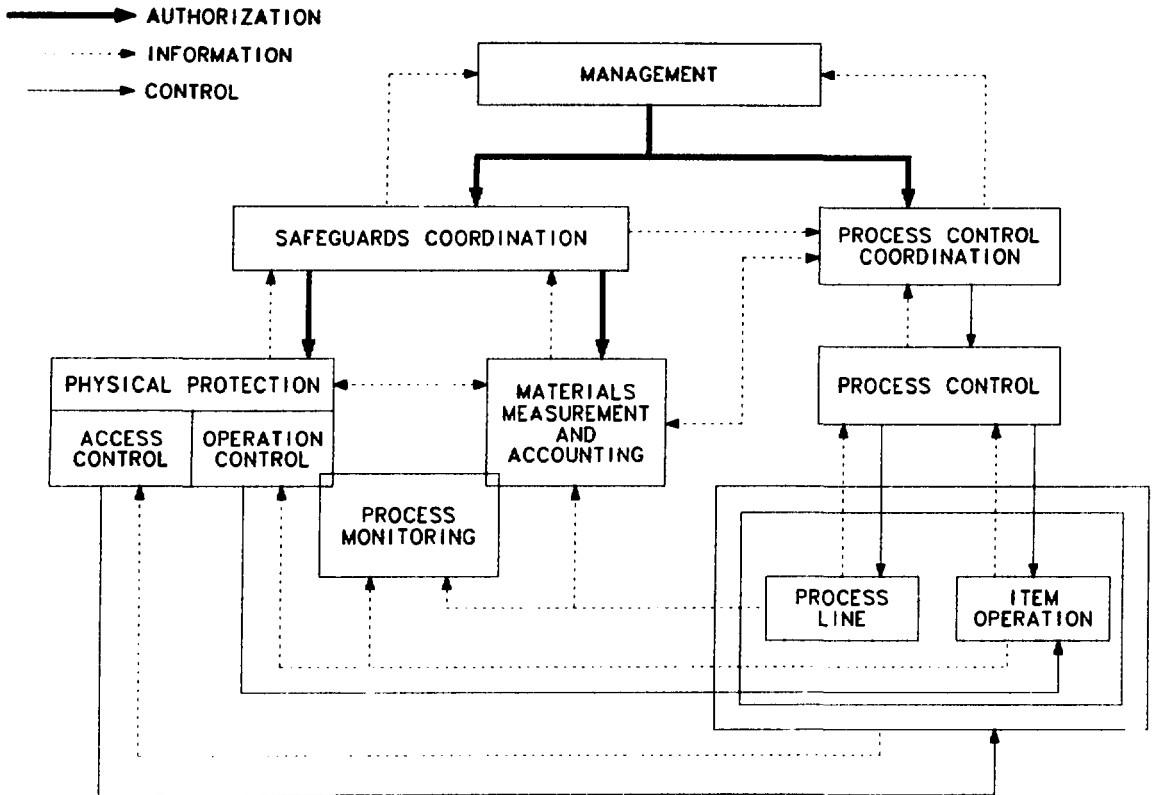 AUTHORIZATION
INFORMATION
CONTROL
MANAGEMENT
SAFEGUARDS COORDINATION
PROCESS CONTROL
COORDINATION
PHYSICAL PROTECTION
ACCESS
CONTROL
OPERATION
CONTROL
MATERIALS
MEASUREMENT
AND
ACCOUNTING
PROCESS CONTROL
PROCESS
MONITORING
PROCESS
LINE
ITEM
OPERATION